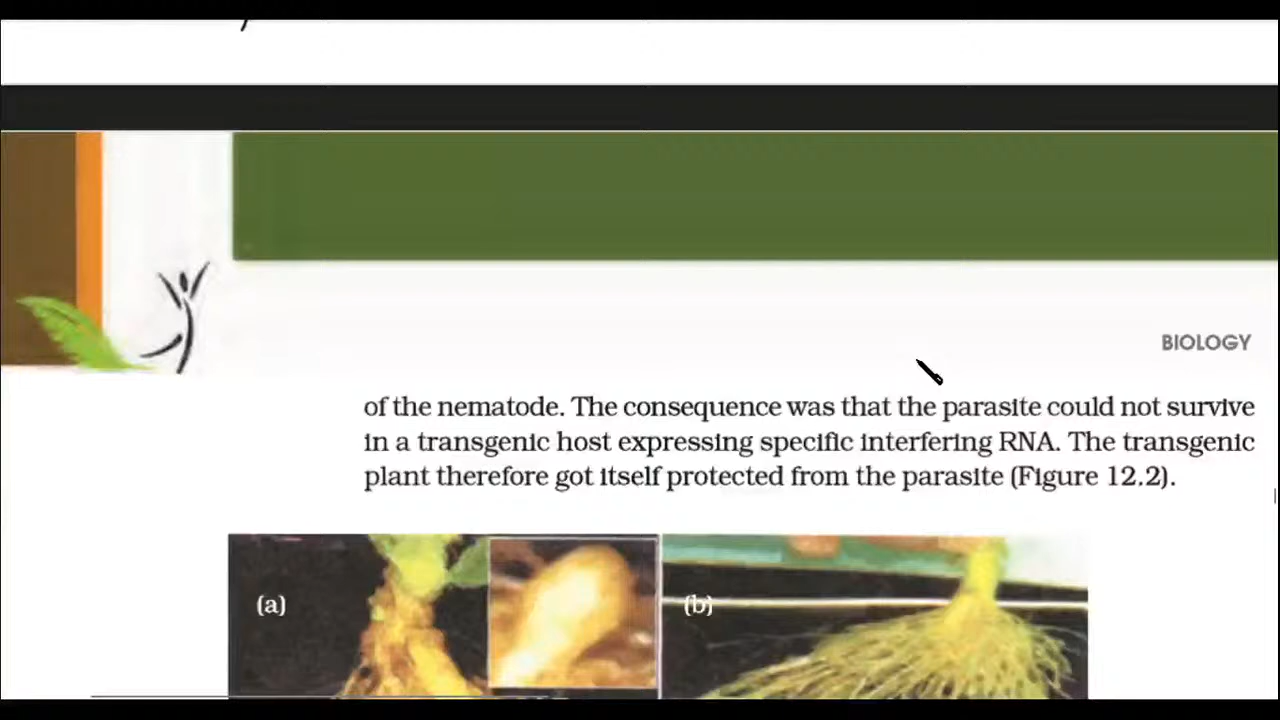 BIOLOGY
of the nematode. The consequence was that the parasite could not survive
in a transgenic host expressing specific interfering RNA. The transgenic
plant therefore got itself protected from the parasite (Figure 12.2).
(a)
(b)